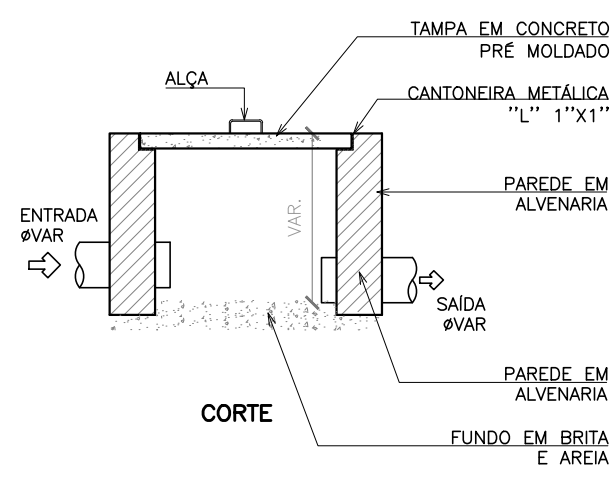 TAMPA EM CONCRETO
PRÉ MOLDADO
ALÇA
CANTONEIRA METÁLICA
"L" 1"X1"
PAREDE EM
ALVENARIA
ENTRADA
øVAR
VAR.
SAÍDA
øVAR
PAREDE EM
ALVENARIA
CORTE
FUNDO EM BRITA
E AREIA